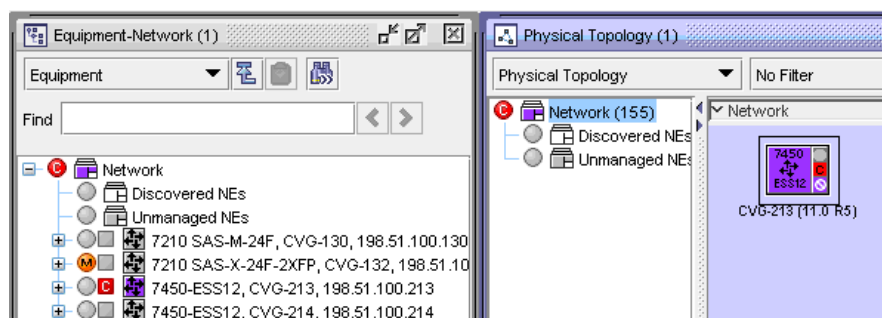 Equipment-Network (1)
Equipment
Find
C Network
Discovered NEs
Unmanaged NEs
7210 SAS-M-24F, CVG-130, 198.51.100.130
M 7210 SAS-X-24F-2XFP, CVG-132, 198.51.10
C 7450-ESS12, CVG-213, 198.51.100.213
7450-ESS12, CVG-214, 198.51.100.214
Physical Topology (1)
Physical Topology
No Filter
C Network (155)
Discovered NEs
Unmanaged NEs
Network
7450
C
ESS12
CVG-213 (11.0 R5)